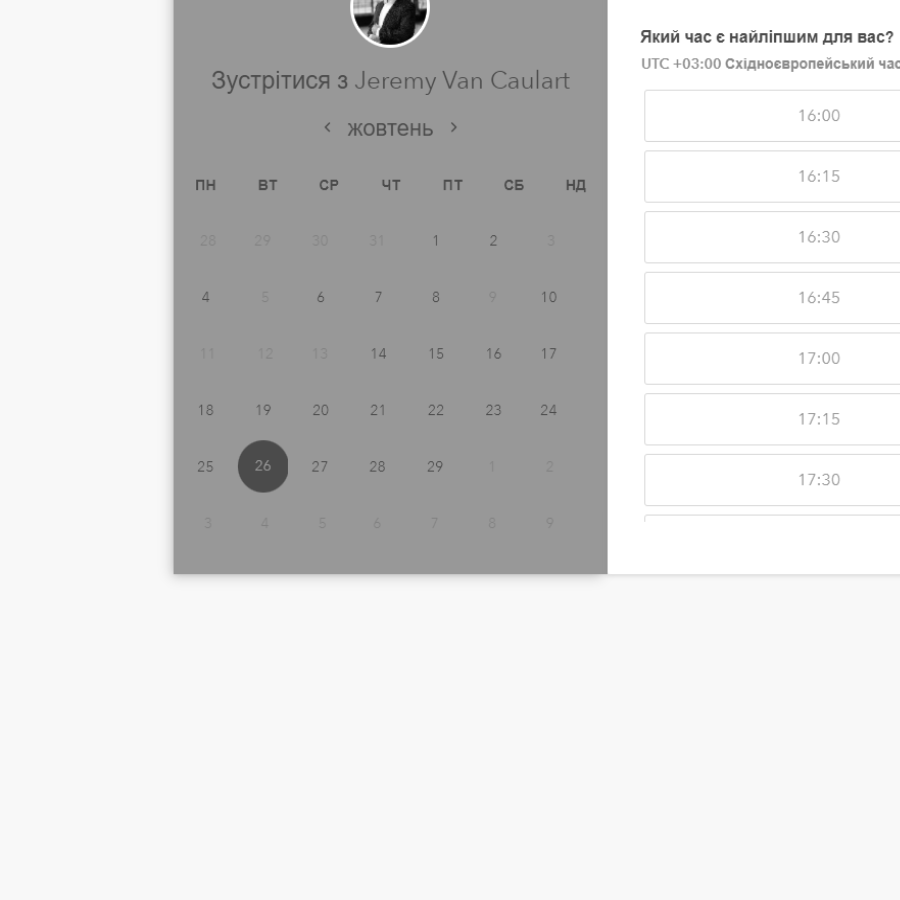 Зустрітися з Jeremy Van Caulart
жовтень
ПН ВТ СР ЧТ ПТ СБ НД
28 29 30 31 1 2 3
4 5 6 7 8 9 10
11 12 13 14 15 16 17
18 19 20 21 22 23 24
25 26 27 28 29 1 2
3 4 5 6 7 8 9
Який час є найліпшим для вас?
UTC +03:00 Східноєвропейський час
16:00
16:15
16:30
16:45
17:00
17:15
17:30